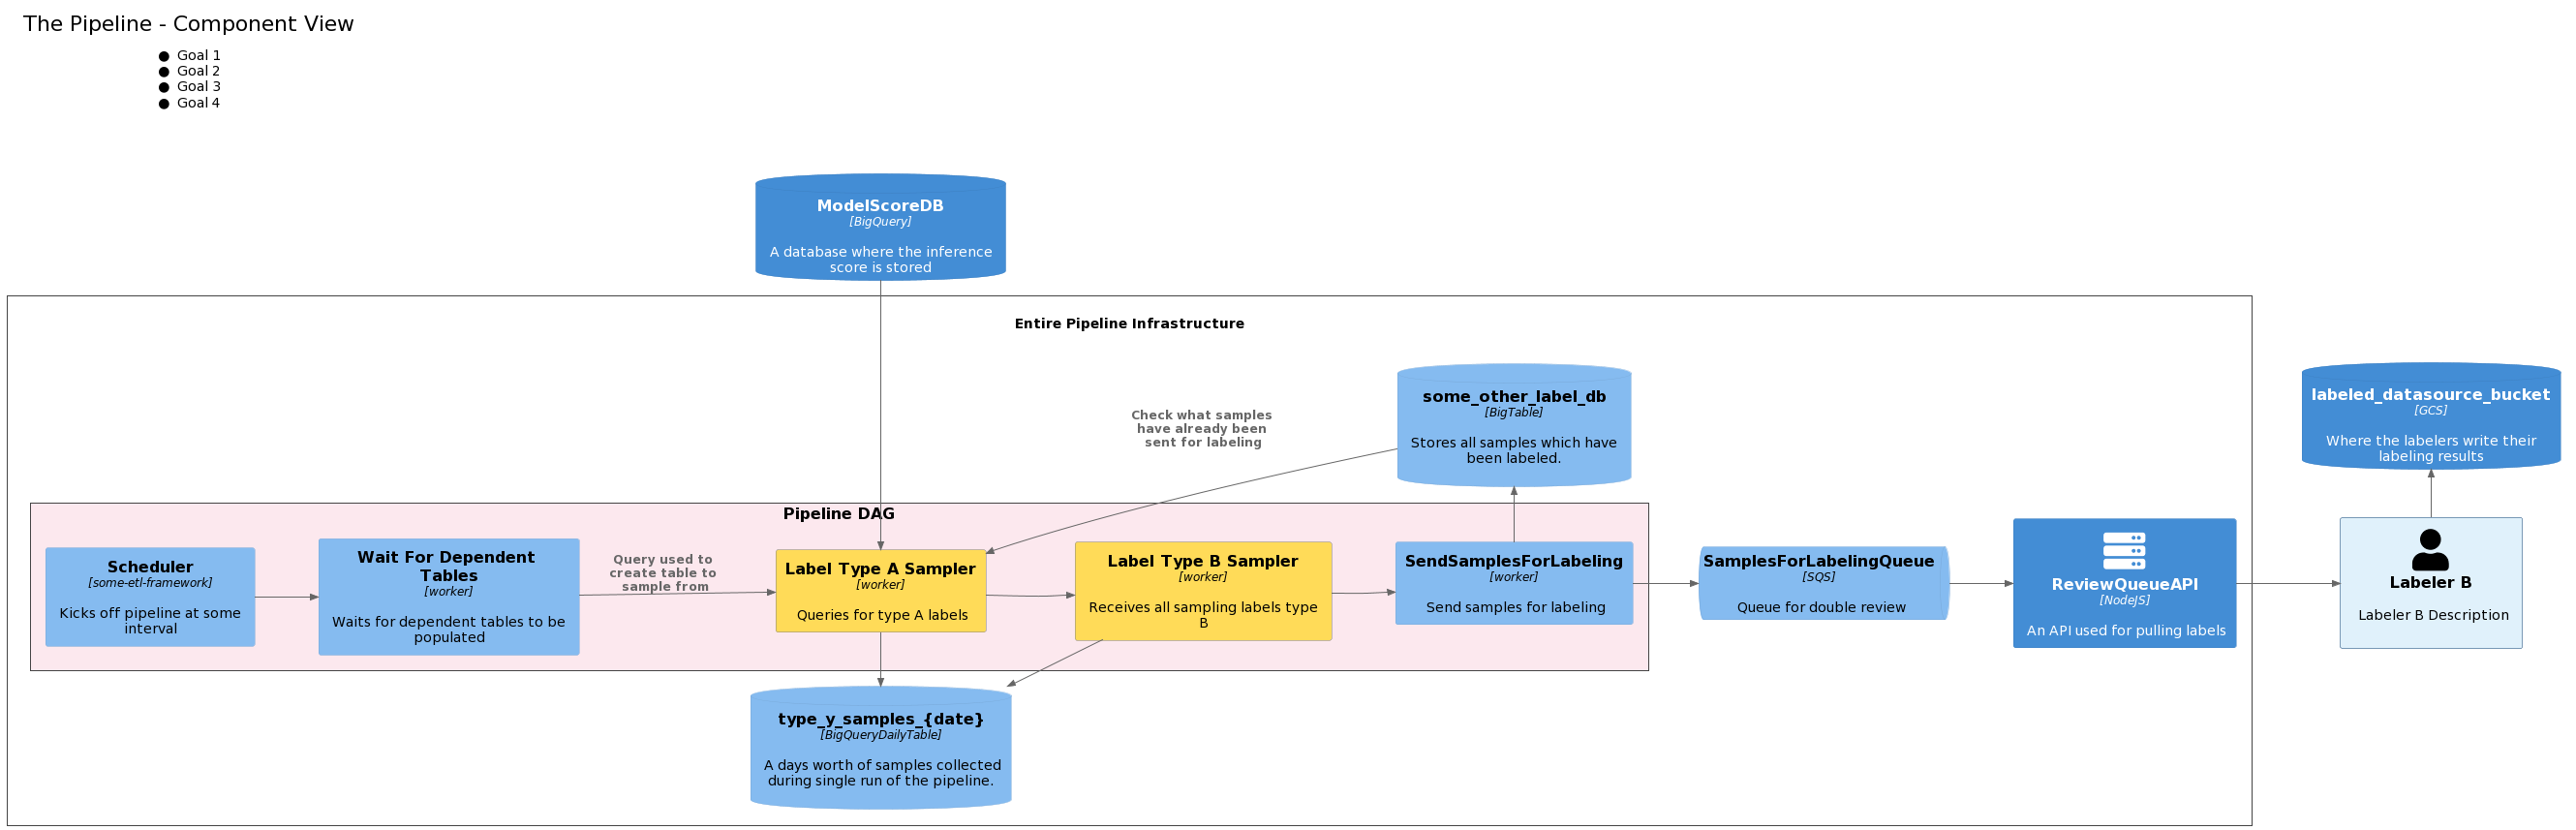 The Pipeline - Component View
● Goal 1
● Goal 2
● Goal 3
● Goal 4
ModelScoreDB
[BigQuery]
A database where the inference
score is stored
Entire Pipeline Infrastructure
Check what samples
have already been
sent for labeling
some_other_label_db
[BigTable]
Stores all samples which have
been labeled.
labeled_datasource_bucket
[GCS]
Where the labelers write their
labeling results
Pipeline DAG
Scheduler
[some-etl-framework]
Kicks off pipeline at some
interval
Wait For Dependent
Tables
[worker]
Waits for dependent tables to be
populated
Query used to
create table to
sample from
Label Type A Sampler
[worker]
Queries for type A labels
Label Type B Sampler
[worker]
Receives all sampling labels type
B
SendSamplesForLabeling
[worker]
Send samples for labeling
SamplesForLabelingQueue
[SQS]
Queue for double review
ReviewQueueAPI
[NodeJS]
An API used for pulling labels
Labeler B
Labeler B Description
type_y_samples_{date}
[BigQueryDailyTable]
A days worth of samples collected
during single run of the pipeline.